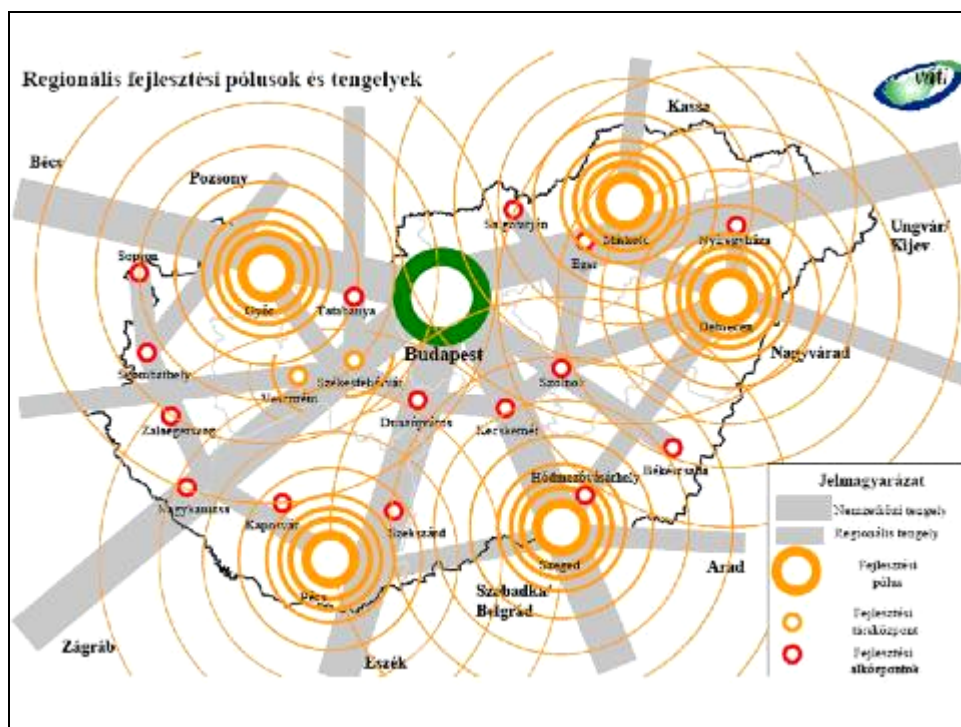 Regionális fejlesztési pólusok és tengelyek
váti
Kassa
Bécs
Pozsony
Salgótarján
Miskolc
Nyíregyháza
Ungvár/
Kijev
Sopron
Eger
Győr
Tatabánya
Debrecen
Budapest
Nagyvárad
Szombathely
Székesfehérvár
Szolnok
Veszprém
Zalaegerszeg
Dunaújváros
Kecskemét
Békéscsaba
Hódmezővásárhely
Nagykanizsa
Kaposvár
Szekszárd
Szeged
Arad
Pécs
Szabadka/
Belgrád
Zágráb
Eszék
Jelmagyarázat
Nemzetközi tengely
Regionális tengely
Fejlesztési
pólus
Fejlesztési
társközpont
Fejlesztési
alközpontok